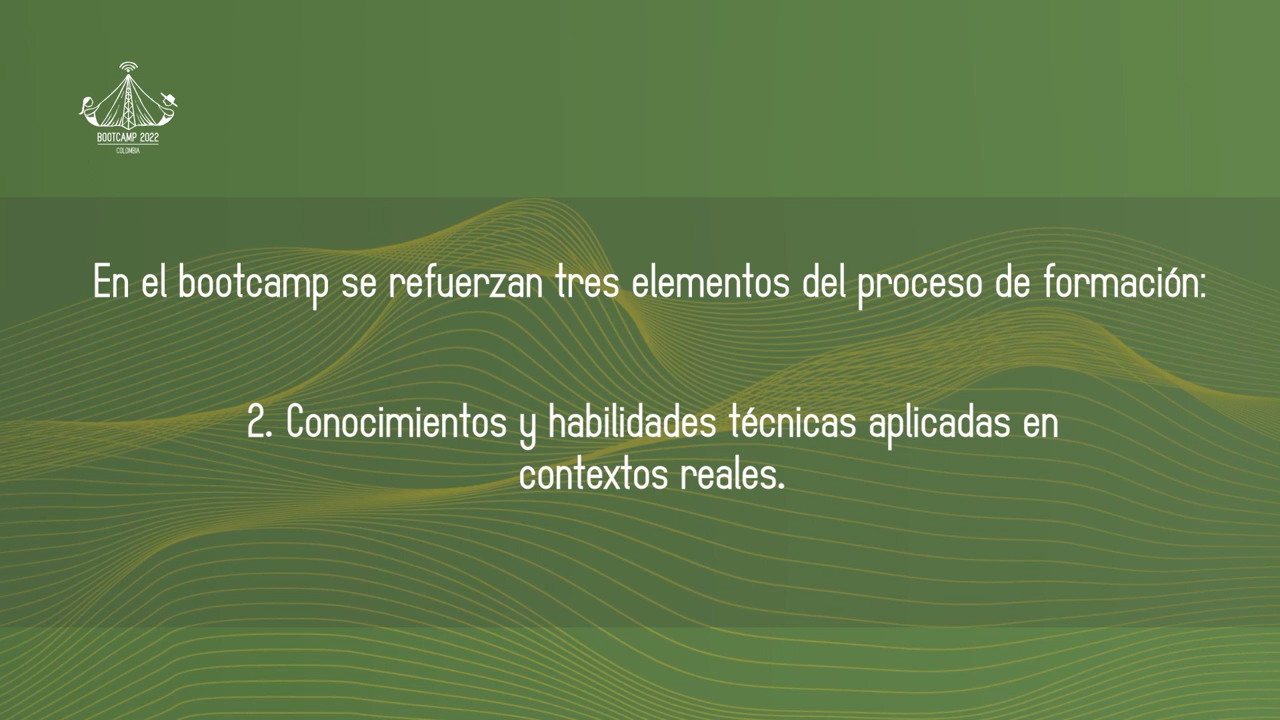 BOOTCAMP 2022
COLOMBIA
En el bootcamp se refuerzan tres elementos del proceso de formación:
2. Conocimientos y habilidades técnicas aplicadas en
contextos reales.